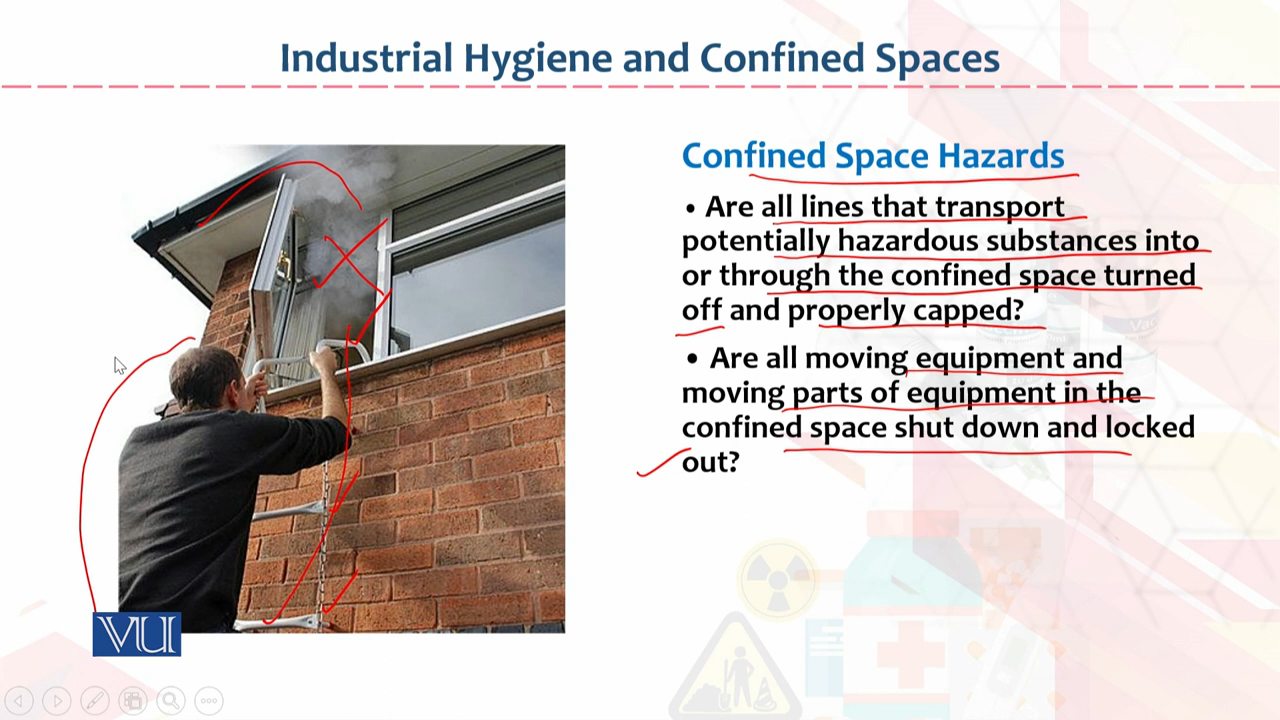 Industrial Hygiene and Confined Spaces
Confined Space Hazards
• Are all lines that transport
potentially hazardous substances into
or through the confined space turned
off and properly capped?
• Are all moving equipment and
moving parts of equipment in the
confined space shut down and locked
out?
VU